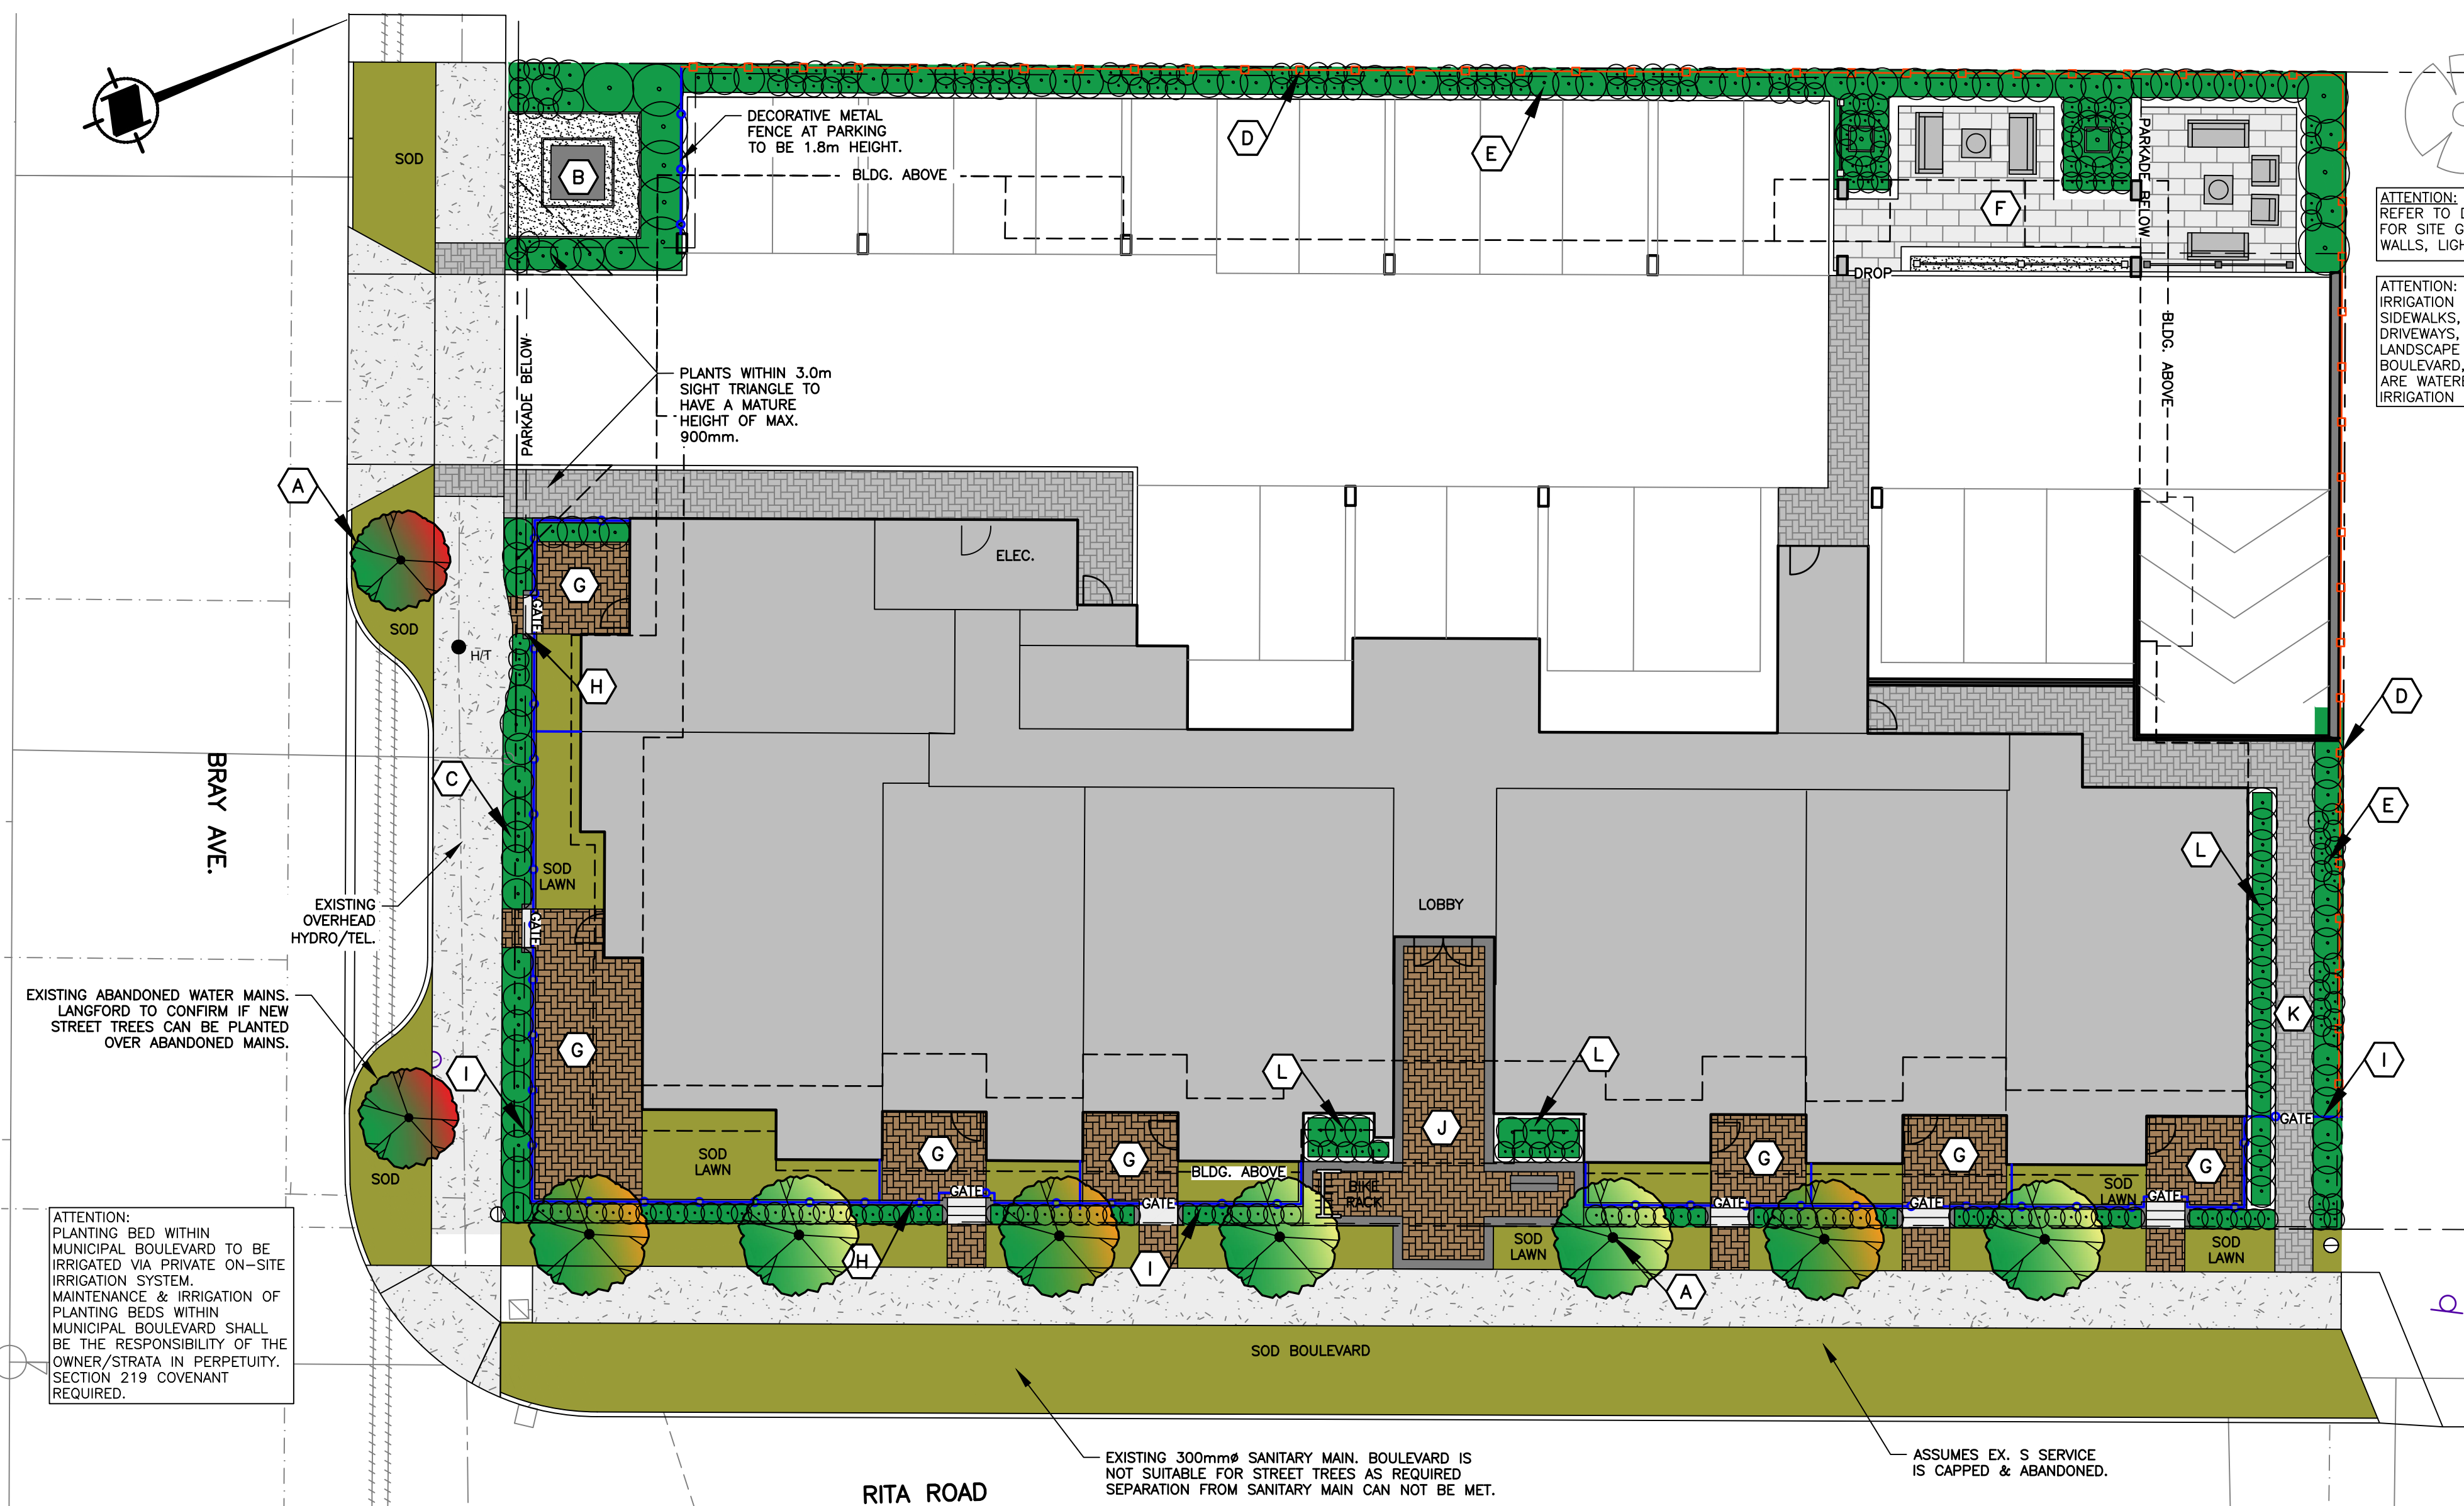 SOD
B
DECORATIVE METAL
FENCE AT PARKING
TO BE 1.8m HEIGHT.
BLDG. ABOVE
D
E
PARKADE BELOW
F
DROP
ATTENTION:
REFER TO
FOR SITE
WALLS,
ATTENTION:
IRRIGATION
SIDEWALKS,
DRIVEWAYS,
LANDSCAPE
BOULEVARD,
ARE
IRRIGATION
BLDG. ABOVE
PARKADE BELOW
PLANTS WITHIN 3.0m
SIGHT TRIANGLE TO
HAVE A MATURE
HEIGHT OF MAX.
900mm.
A
SOD
H/T
G
GATE
ELEC.
H
D
C
BRAY AVE.
E
L
SOD
LAWN
LOBBY
EXISTING
OVERHEAD
HYDRO/TEL.
GATE
EXISTING ABANDONED WATER MAINS.
LANGFORD TO CONFIRM IF NEW
STREET TREES CAN BE PLANTED
OVER ABANDONED MAINS.
K
G
I
L
L
I
GATE
J
SOD
LAWN
G
G
G
G
G
BLDG. ABOVE
SOD
BIKE
RACK
GATE
GATE
GATE
GATE
GATE
SOD
LAWN
SOD
LAWN
SOD
LAWN
H
I
A
ATTENTION:
PLANTING BED WITHIN
MUNICIPAL BOULEVARD TO BE
IRRIGATED VIA PRIVATE ON-SITE
IRRIGATION SYSTEM.
MAINTENANCE & IRRIGATION OF
PLANTING BEDS WITHIN
MUNICIPAL BOULEVARD SHALL
BE THE RESPONSIBILITY OF THE
OWNER/STRATA IN PERPETUITY.
SECTION 219 COVENANT
REQUIRED.
SOD BOULEVARD
EXISTING 300mmø SANITARY MAIN. BOULEVARD IS
NOT SUITABLE FOR STREET TREES AS REQUIRED
SEPARATION FROM SANITARY MAIN CAN NOT BE MET.
ASSUMES EX. S SERVICE
IS CAPPED & ABANDONED.
RITA ROAD